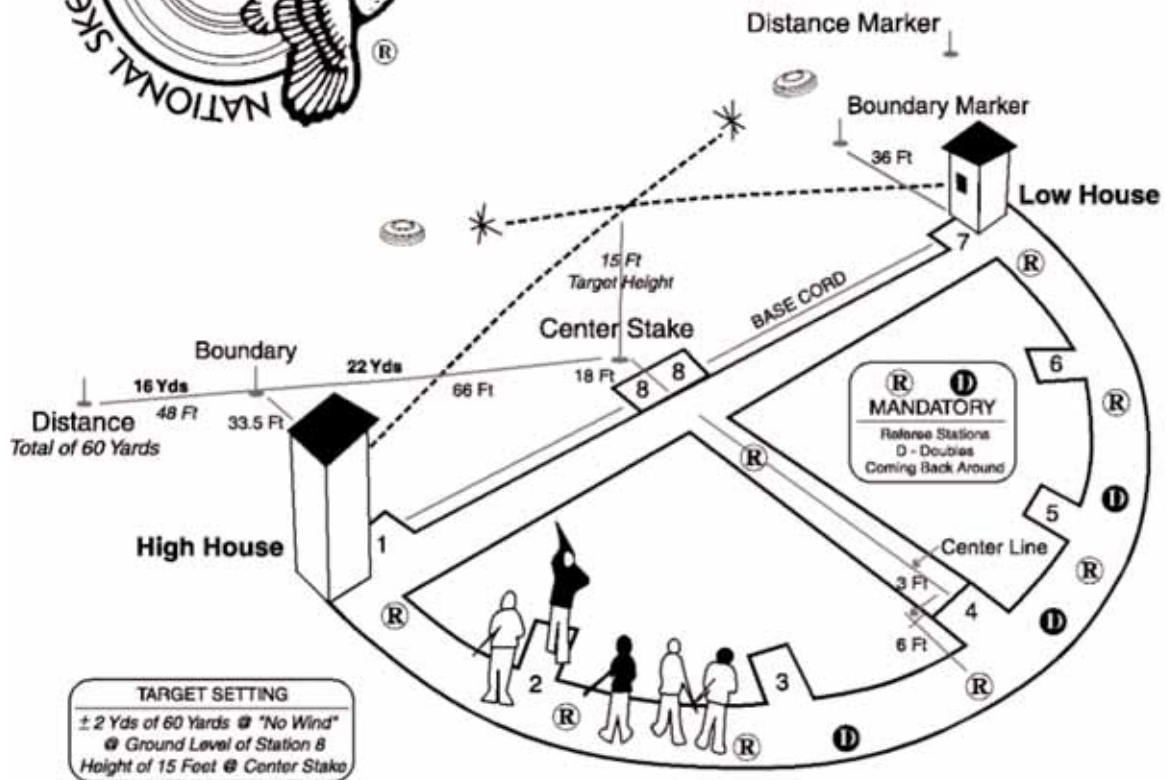 NATIONAL SKE
®
Distance Marker
Boundary Marker
36 Ft
Low House
7
15 Ft
Target Height
BASE CORD
Center Stake
Boundary
22 Yds
16 Yds
66 Ft
18 Ft
8
8
6
48 Ft
33.5 Ft
Distance
Total of 60 Yards
R
R D
MANDATORY
Referee Stations
D - Doubles
Coming Back Around
R
R
D
5
High House
1
Center Line
R
3 Ft
4
D
6 Ft
R
R
2
3
R
R
D
TARGET SETTING
± 2 Yds of 60 Yards @ "No Wind"
@ Ground Level of Station 8
Height of 15 Feet @ Center Stake